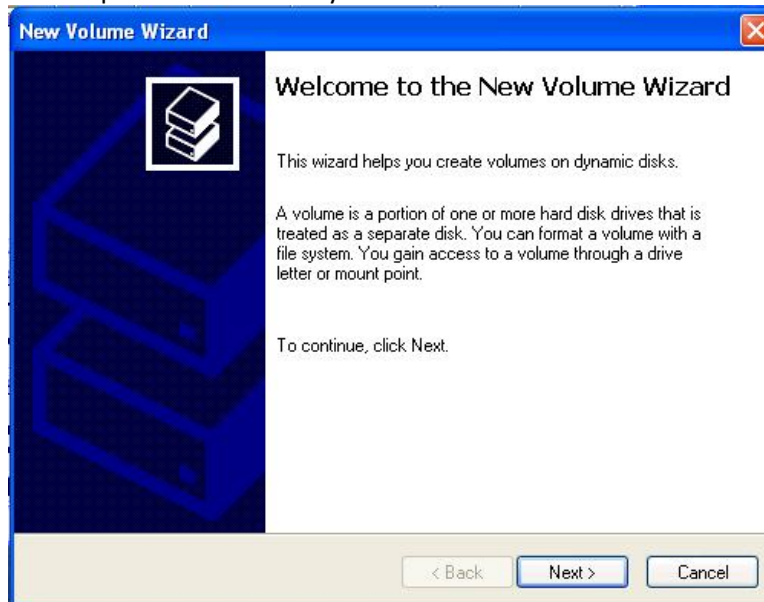 New Volume Wizard
Welcome to the New Volume Wizard
This wizard helps you create volumes on dynamic disks.
A volume is a portion of one or more hard disk drives that is
treated as a separate disk. You can format a volume with a
file system. You gain access to a volume through a drive
letter or mount point.
To continue, click Next.
< Back Next > Cancel